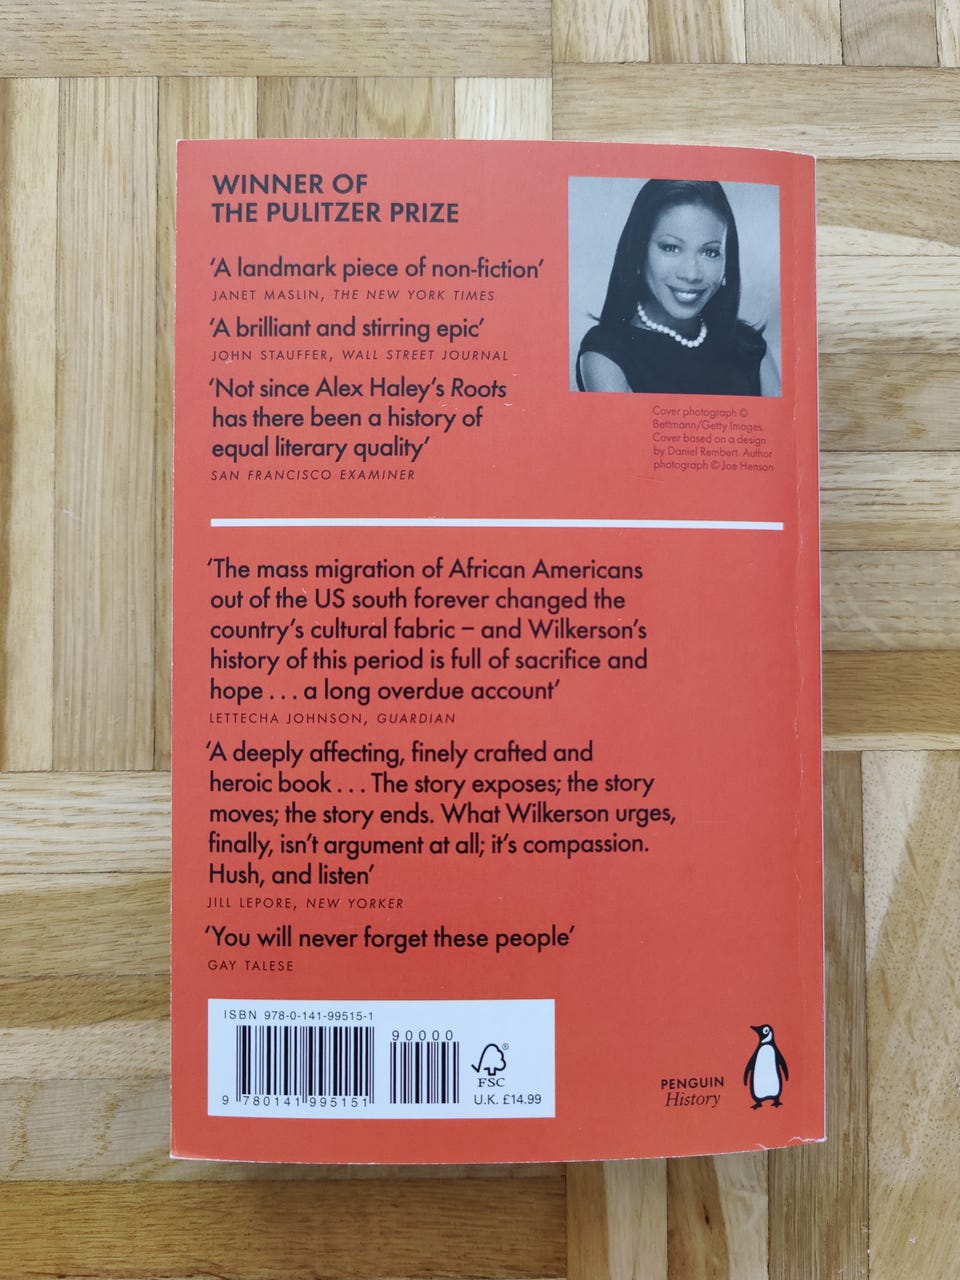 WINNER OF
THE PULITZER PRIZE
‘A landmark piece of non-fiction’
JANET MASLIN, THE NEW YORK TIMES
‘A brilliant and stirring epic’
JOHN STAUFFER, WALL STREET JOURNAL
‘Not since Alex Haley’s Roots
has there been a history of
equal literary quality’
SAN FRANCISCO EXAMINER
Cover photograph ©
Bettmann/Getty Images.
Cover based on a design
by Daniel Rembert. Author
photograph © Joe Henson
‘The mass migration of African Americans
out of the US south forever changed the
country’s cultural fabric – and Wilkerson’s
history of this period is full of sacrifice and
hope . . . a long overdue account’
LETTECHA JOHNSON, GUARDIAN
‘A deeply affecting, finely crafted and
heroic book . . . The story exposes; the story
moves; the story ends. What Wilkerson urges,
finally, isn’t argument at all; it’s compassion.
Hush, and listen’
JILL LEPORE, NEW YORKER
‘You will never forget these people’
GAY TALESE
ISBN 978-0-141-99515-1
90000
9 780141 995151
FSC
®
U.K. £14.99
PENGUIN
History